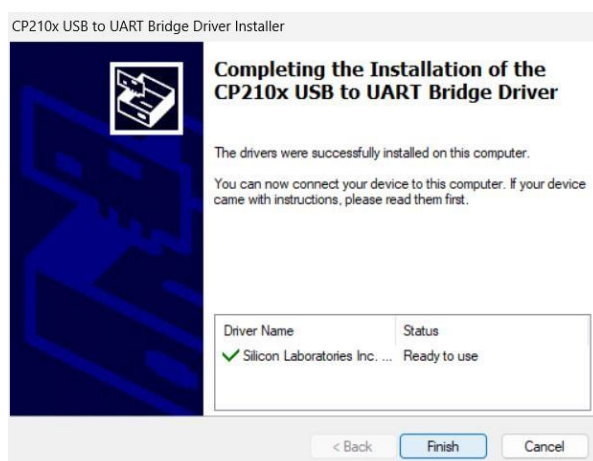 CP210x USB to UART Bridge Driver Installer
Completing the Installation of the
CP210x USB to UART Bridge Driver
The drivers were successfully installed on this computer.
You can now connect your device to this computer. If your device
came with instructions, please read them first.
Driver Name Status
Silicon Laboratories Inc. ... Ready to use
< Back Finish Cancel